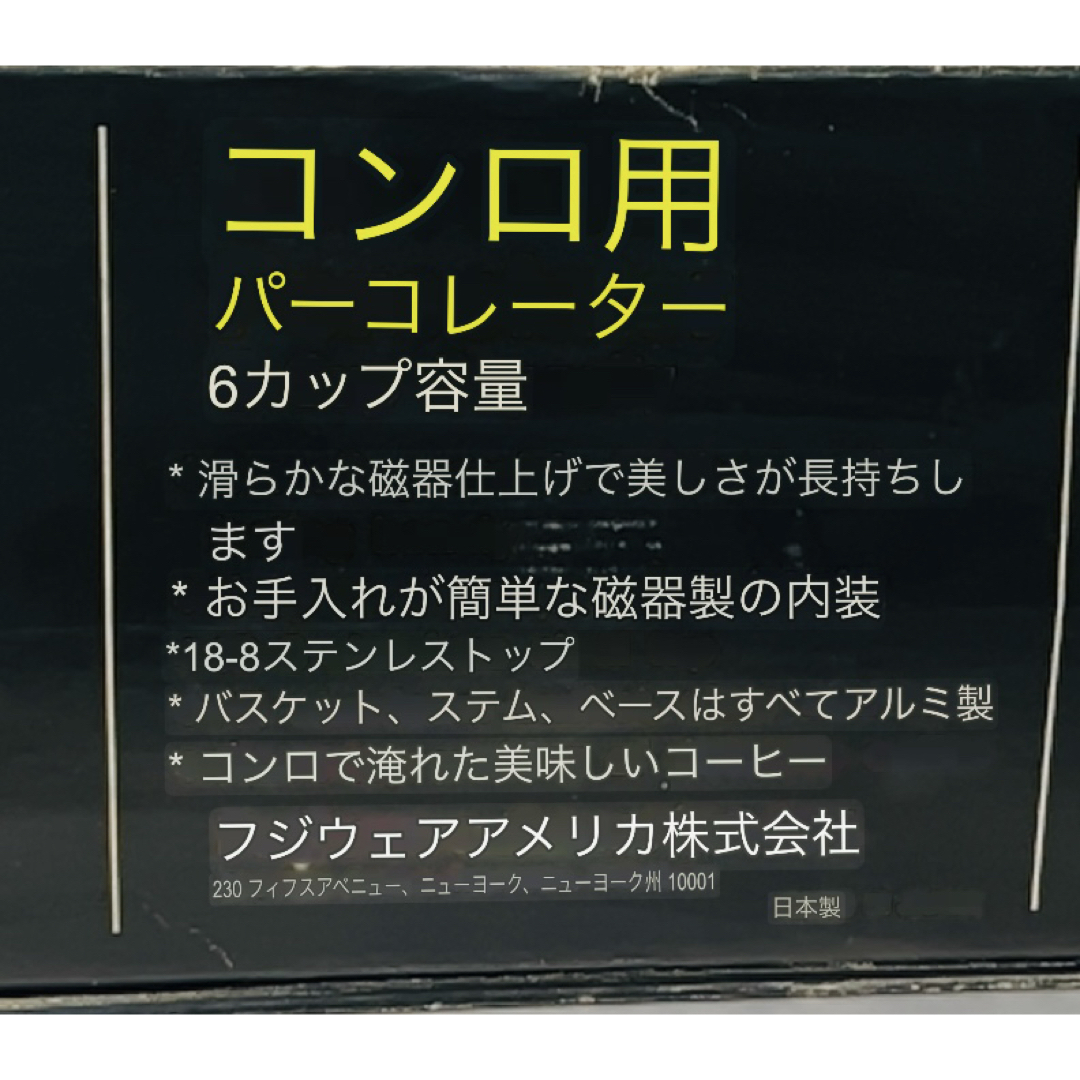 コンロ用
パーコレーター
6カップ容量
* 滑らかな磁器仕上げで美しさが長持ちし
ます
* お手入れが簡単な磁器製の内装
*18-8ステンレストップ
* バスケット、ステム、ベースはすべてアルミ製
* コンロで淹れた美味しいコーヒー
フジウェアアメリカ株式会社
230 フィフスアベニュー、ニューヨーク、ニューヨーク州 10001
日本製